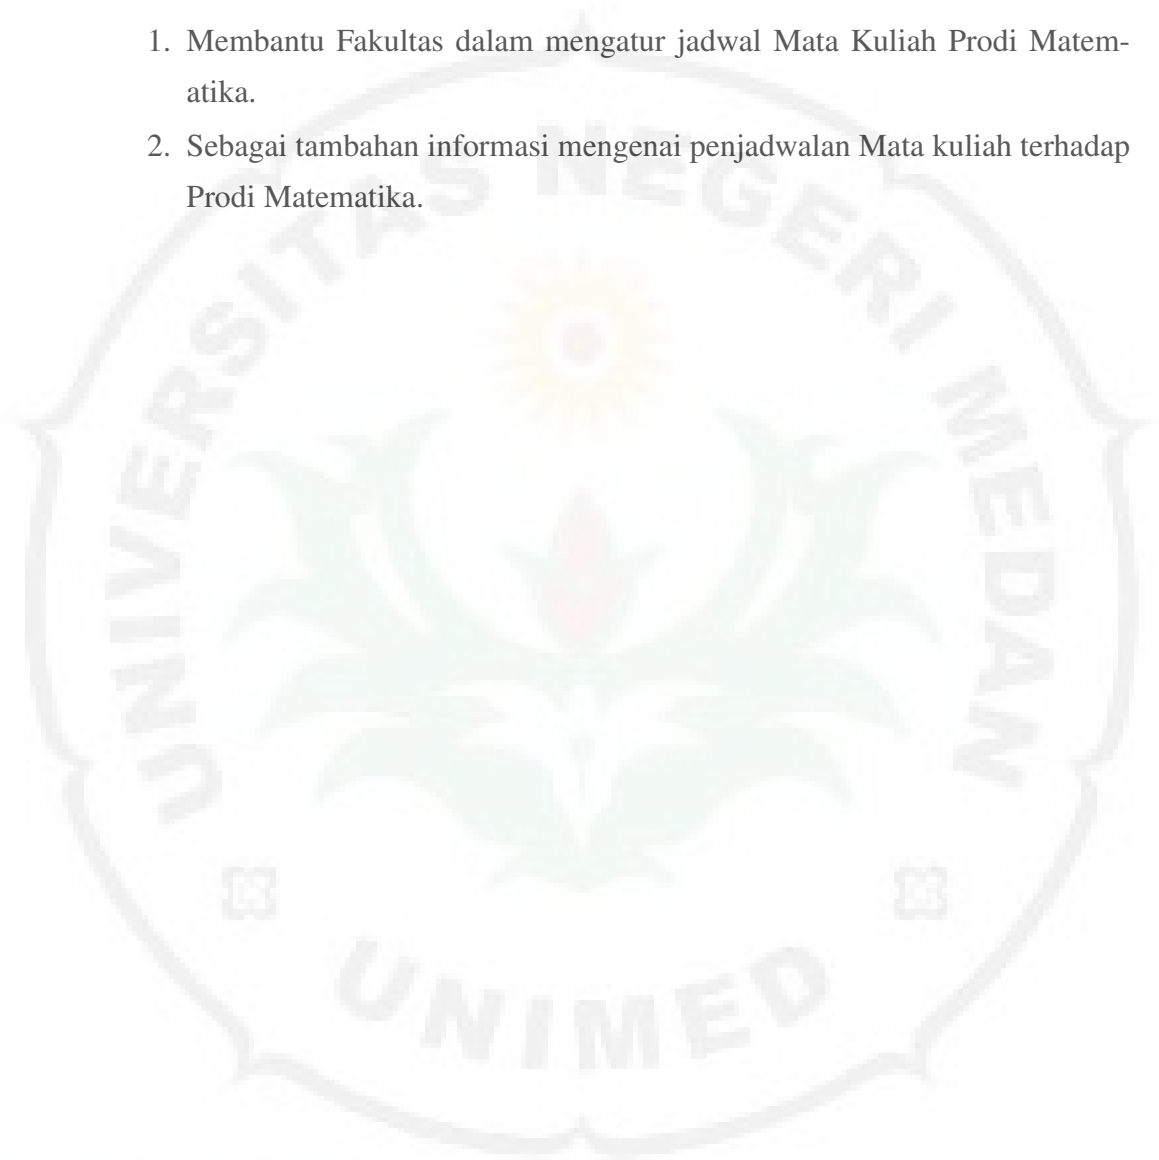 1. Membantu Fakultas dalam mengatur jadwal Mata Kuliah Prodi Matem-
atika.
2. Sebagai tambahan informasi mengenai penjadwalan Mata kuliah terhadap
Prodi Matematika.
UNIVERSITAS NEGERI MEDAN
UNIMED